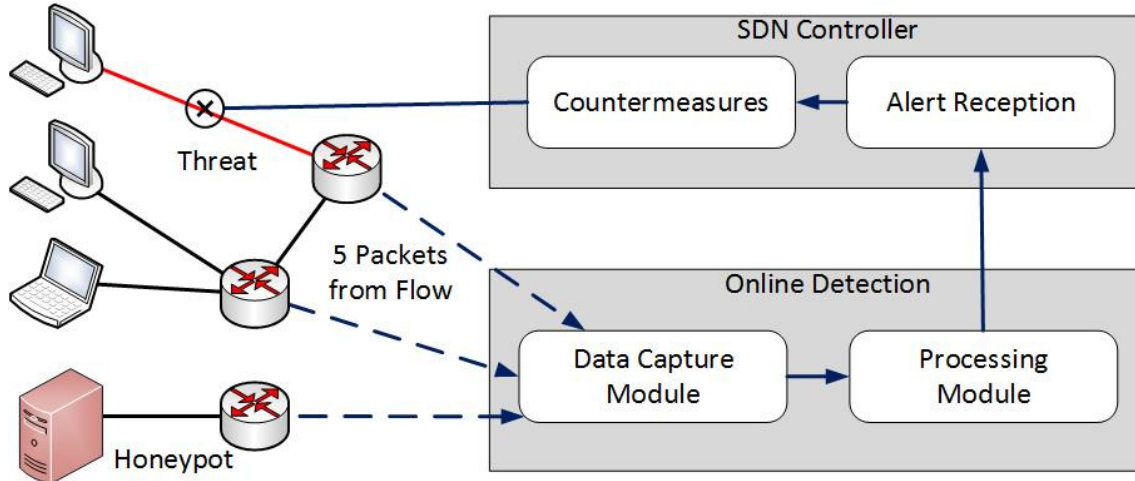 SDN Controller
Countermeasures
Alert Reception
Threat
5 Packets
from Flow
Online Detection
Data Capture
Module
Processing
Module
Honeypot